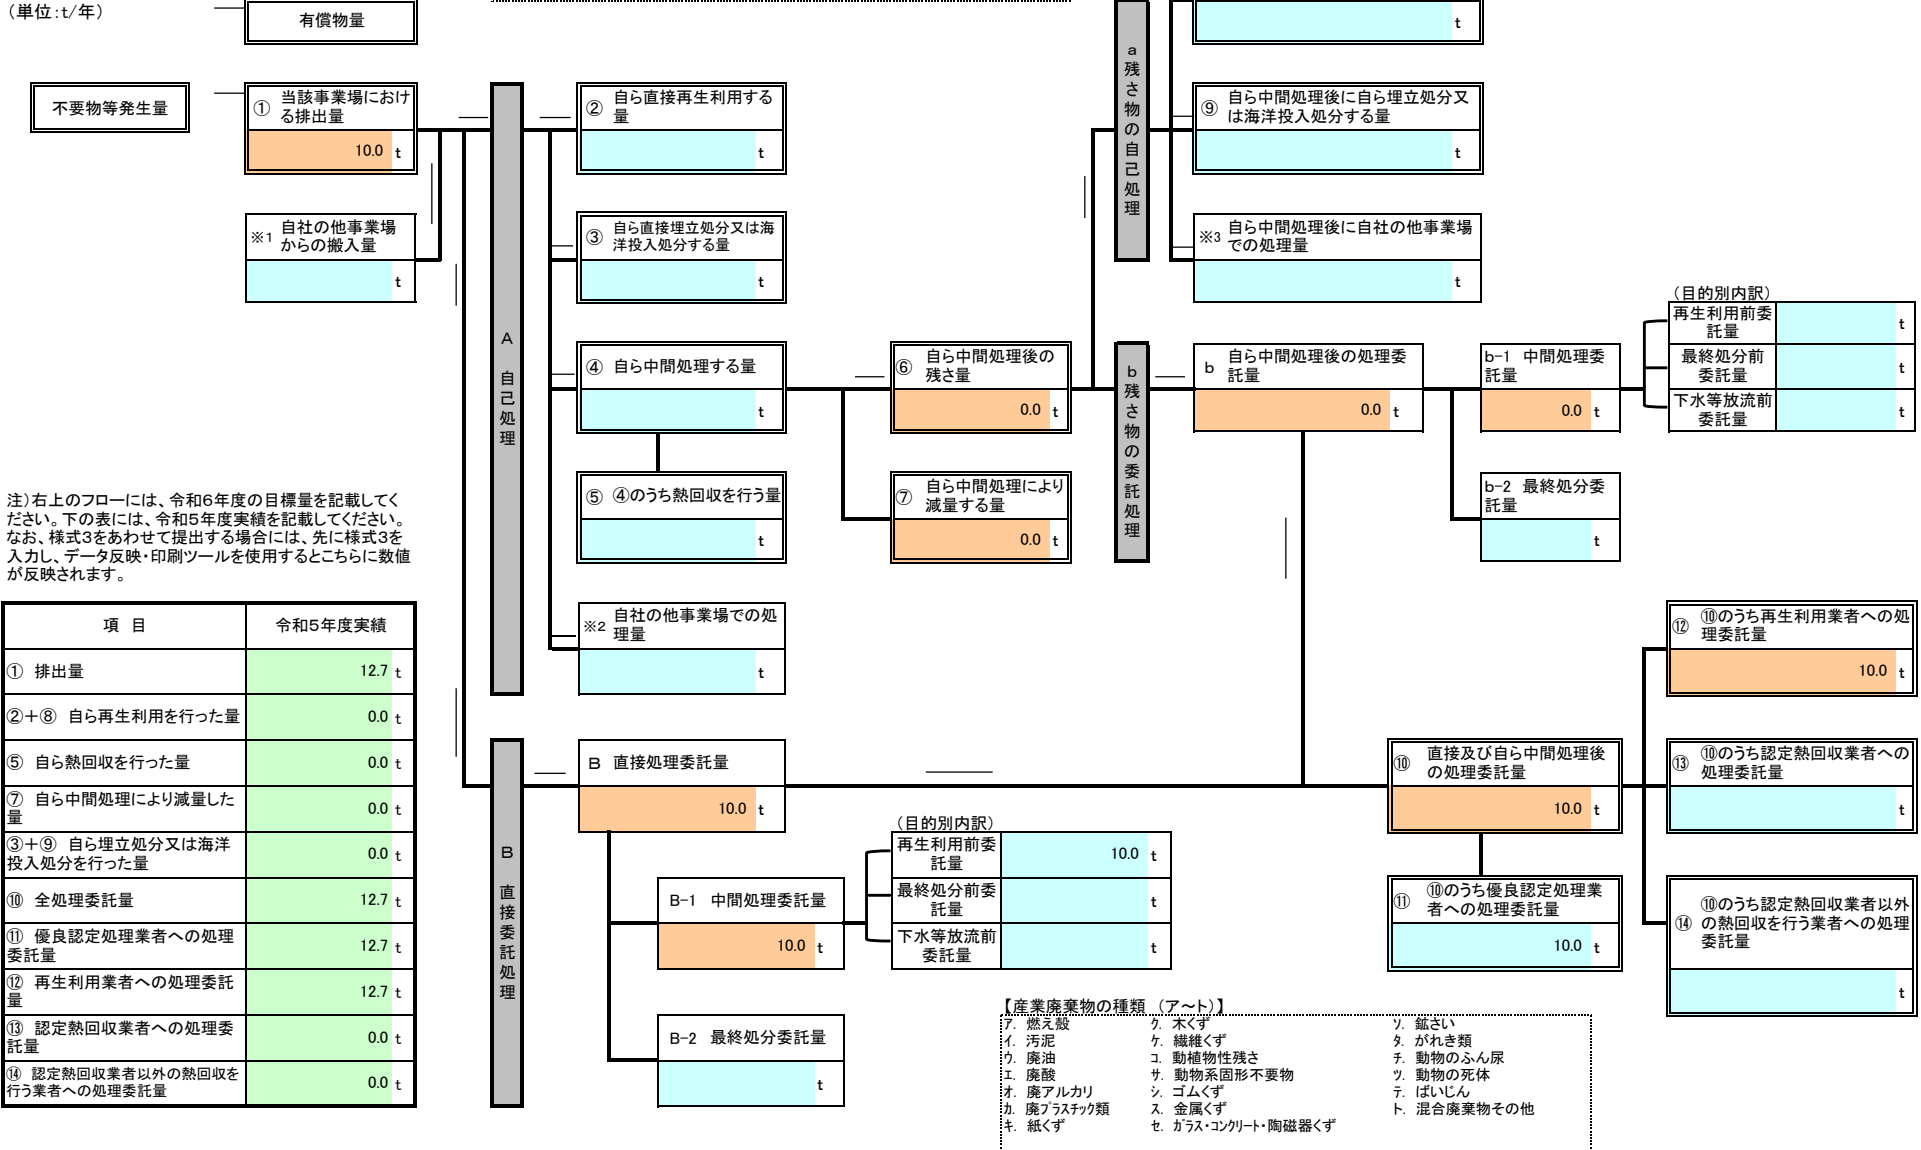 （単位：t/年）
有償物量
t
不要物等発生量
① 当該事業場におけ
る排出量
10.0 t
※1 自社の他事業場
からの搬入量
t
A 自己処理
② 自ら直接再生利用する
量
t
③ 自ら直接埋立処分又は海
洋投入処分する量
t
④ 自ら中間処理する量
t
⑤ ④のうち熱回収を行う量
t
※2 自社の他事業場での処
理量
t
⑥ 自ら中間処理後の
残さ量
0.0 t
⑦ 自ら中間処理により
減量する量
0.0 t
a 残さ物の自己処理
⑨ 自ら中間処理後に自ら埋立処分又
は海洋投入処分する量
t
※3 自ら中間処理後に自社の他事業場
での処理量
t
b 残さ物の委託処理
b 自ら中間処理後の処理委
託量
0.0 t
b-1 中間処理委
託量
0.0 t
b-2 最終処分委
託量
t
（目的別内訳）
再生利用前委
託量
t
最終処分前
委託量
t
下水等放流前
委託量
t
注）右上のフローには、令和６年度の目標量を記載してく
ださい。下の表には、令和５年度実績を記載してください。
なお、様式３をあわせて提出する場合には、先に様式３を
入力し、データ反映・印刷ツールを使用するとこちらに数値
が反映されます。
項 目 令和５年度実績
① 排出量 12.7 t
②＋⑧ 自ら再生利用を行った量 0.0 t
⑤ 自ら熱回収を行った量 0.0 t
⑦ 自ら中間処理により減量した
量 0.0 t
③＋⑨ 自ら埋立処分又は海洋
投入処分を行った量 0.0 t
⑩ 全処理委託量 12.7 t
⑪ 優良認定処理業者への処理
委託量 12.7 t
⑫ 再生利用業者への処理委託
量 12.7 t
⑬ 認定熱回収業者への処理委
託量 0.0 t
⑭ 認定熱回収業者以外の熱回収を
行う業者への処理委託量 0.0 t
B 直接委託処理
B 直接処理委託量
10.0 t
B-1 中間処理委託量
10.0 t
B-2 最終処分委託量
t
（目的別内訳）
再生利用前委
託量
10.0 t
最終処分前委
託量
t
下水等放流前
委託量
t
⑩ 直接及び自ら中間処理後
の処理委託量
10.0 t
⑪ ⑩のうち優良認定処理業
者への処理委託量
10.0 t
⑫ ⑩のうち再生利用業者への処
理委託量
10.0 t
⑬ ⑩のうち認定熱回収業者への
処理委託量
t
⑭ ⑩のうち認定熱回収業者以外
の熱回収を行う業者への処理
委託量
t
【産業廃棄物の種類 （ア～ト）】
ｱ. 燃え殻
ｲ. 汚泥
ｳ. 廃油
ｴ. 廃酸
ｵ. 廃アルカリ
ｶ. 廃ﾌﾟﾗｽﾁｯｸ類
ｷ. 紙くず
ｸ. 木くず
ｹ. 繊維くず
ｺ. 動植物性残さ
ｻ. 動物系固形不要物
ｼ. ゴムくず
ｽ. 金属くず
ｾ. ｶﾞﾗｽ・ｺﾝｸﾘｰﾄ・陶磁器くず
ｿ. 鉱さい
ﾀ. がれき類
ﾁ. 動物のふん尿
ﾂ. 動物の死体
ﾃ. ばいじん
ﾄ. 混合廃棄物その他